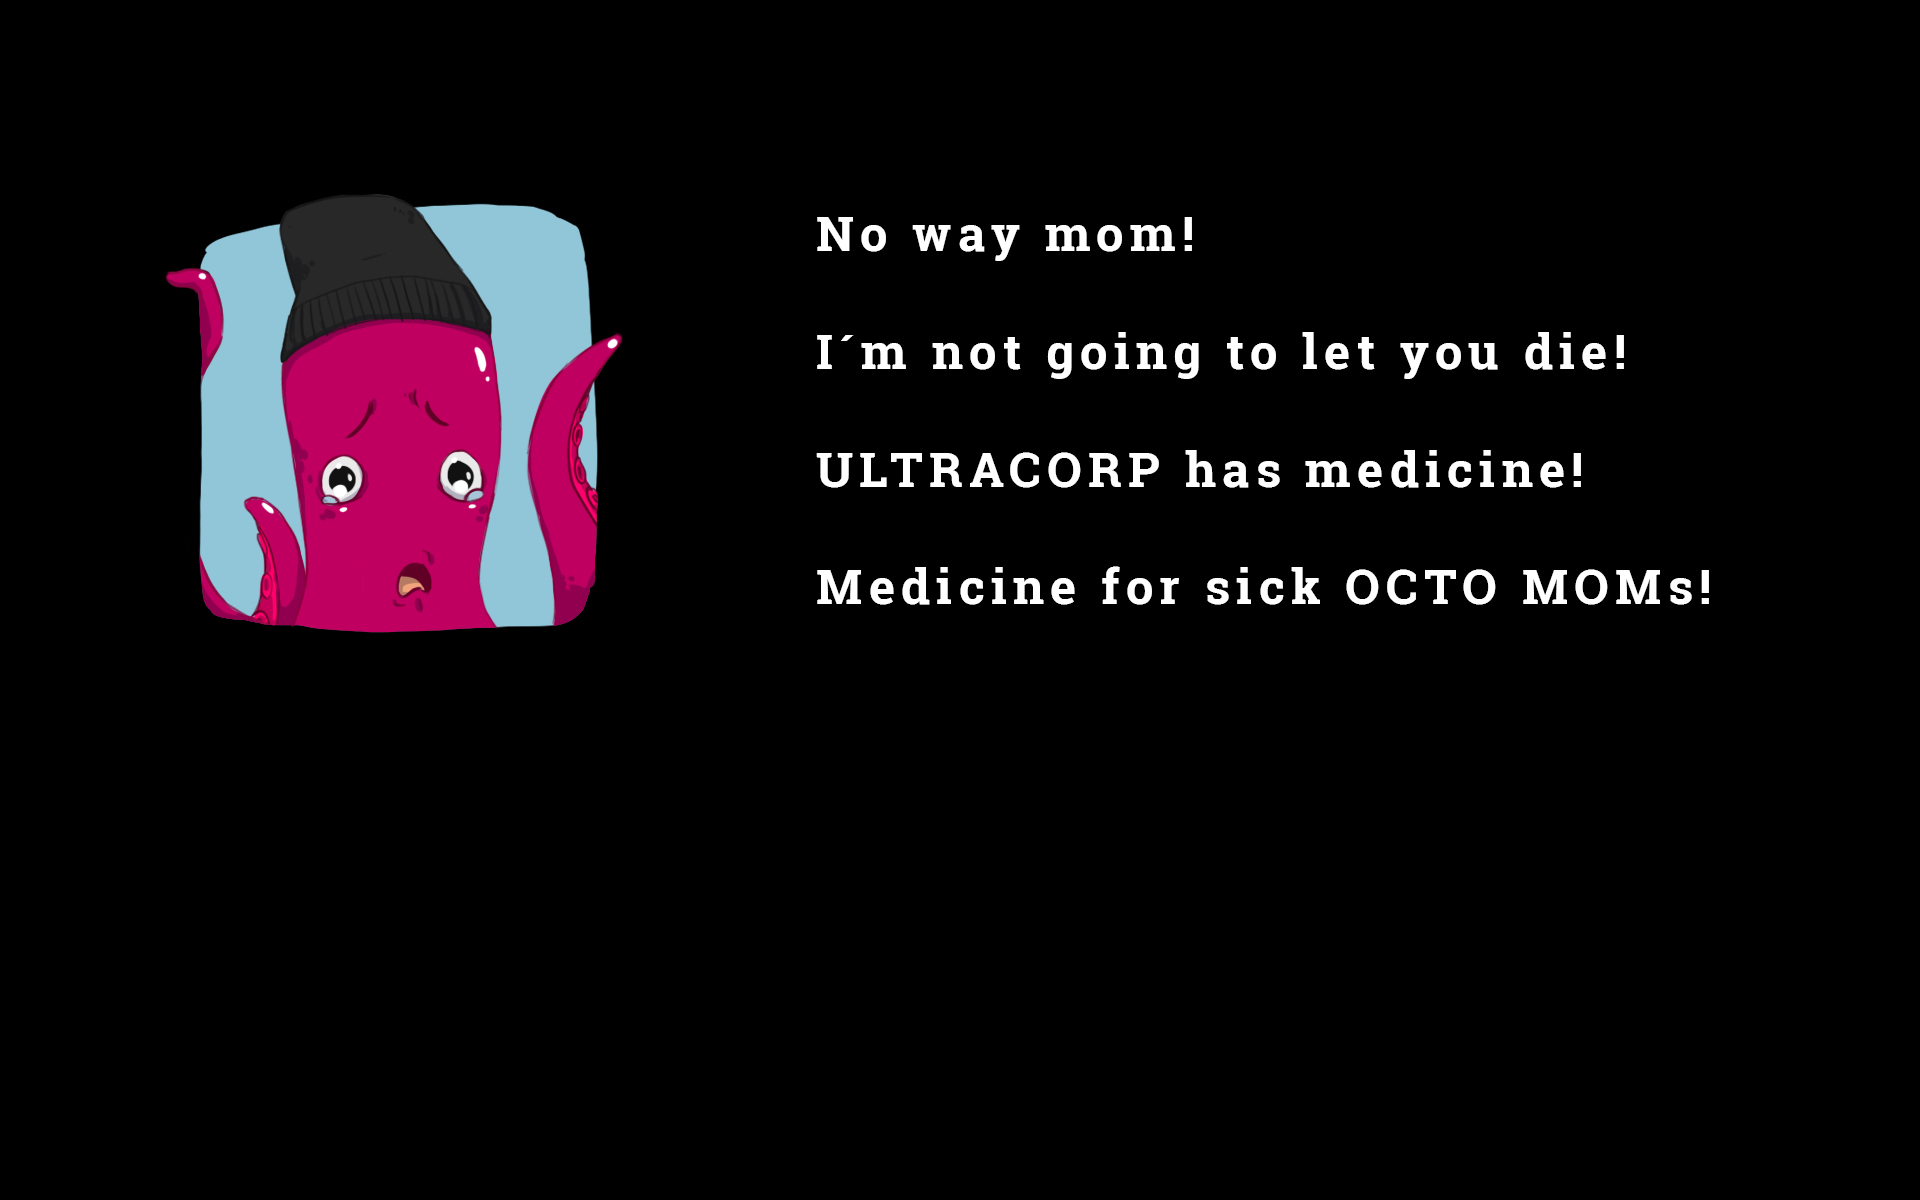 No way mom!
I´m not going to let you die!
ULTRACORP has medicine!
Medicine for sick OCTO MOMs!